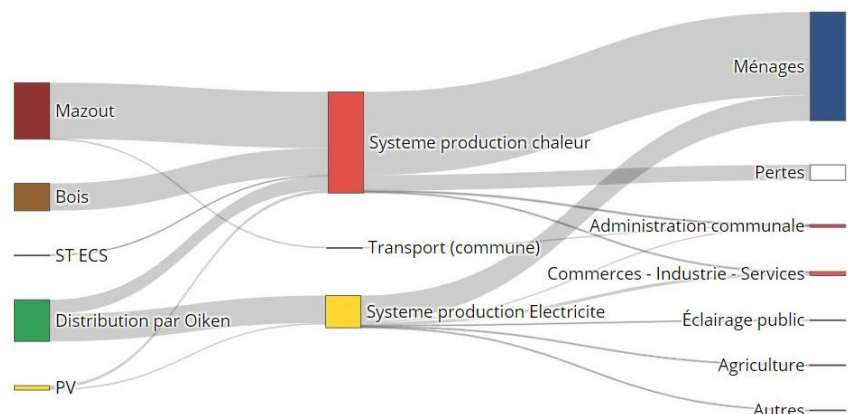 Mazout
Bois
ST ECS
Distribution par Oiken
PV
Systeme production chaleur
Transport (commune)
Systeme production Electricite
Ménages
Pertes
Administration communale
Commerces - Industrie - Services
Éclairage public
Agriculture
Autres